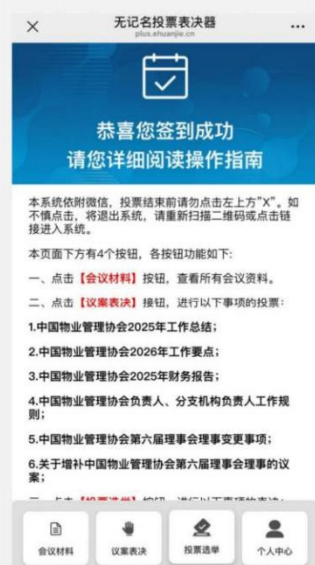 无记名投票表决器
plus.ehuanjie.cn
恭喜您签到成功
请您详细阅读操作指南
本系统依附微信，投票结束前请勿点击左上方"X"。如
不慎点击，将退出系统，请重新扫描二维码或点击链
接进入系统。
本页面下方有4个按钮，各按钮功能如下:
一、点击【会议材料】按钮，查看所有会议资料。
二、点击【议案表决】接钮，进行以下事项的投票：
1.中国物业管理协会2025年工作总结；
2.中国物业管理协会2026年工作要点；
3.中国物业管理协会2025年财务报告；
4.中国物业管理协会负责人、分支机构负责人工作规
则；
5.中国物业管理协会第六届理事会理事变更事项；
6.关于增补中国物业管理协会第六届理事会理事的议
案；
会议材料
议案表决
投票选举
个人中心